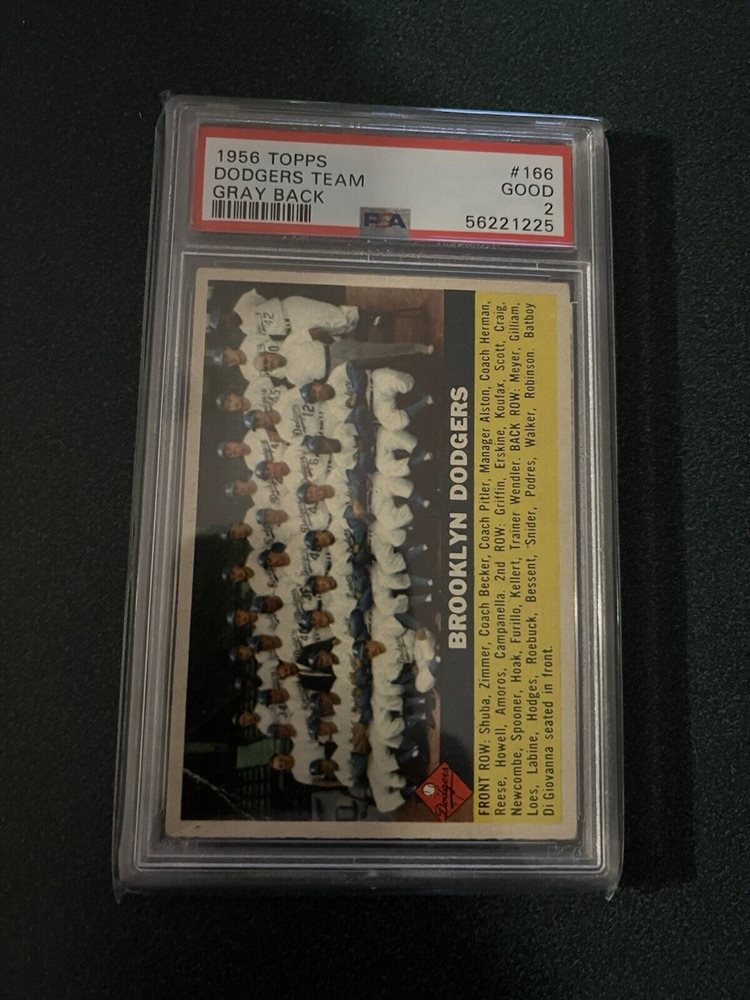 1956 TOPPS
DODGERS TEAM
GRAY BACK
#166
GOOD
2
56221225
PSA
BROOKLYN DODGERS
Dodgers
FRONT ROW: Shuba, Zimmer, Coach Becker, Coach Pitler, Manager Alston, Coach Herman,
Reese, Howell, Amoros, Campanella. 2nd ROW: Griffin, Erskine, Koufax, Scott, Craig,
Newcombe, Spooner, Hoak, Furillo, Kellert, Trainer Wendler. BACK ROW: Meyer, Gilliam,
Loes, Labine, Hodges, Roebuck, Bessent, Snider, Podres, Walker, Robinson. Batboy
Di Giovanna seated in front.